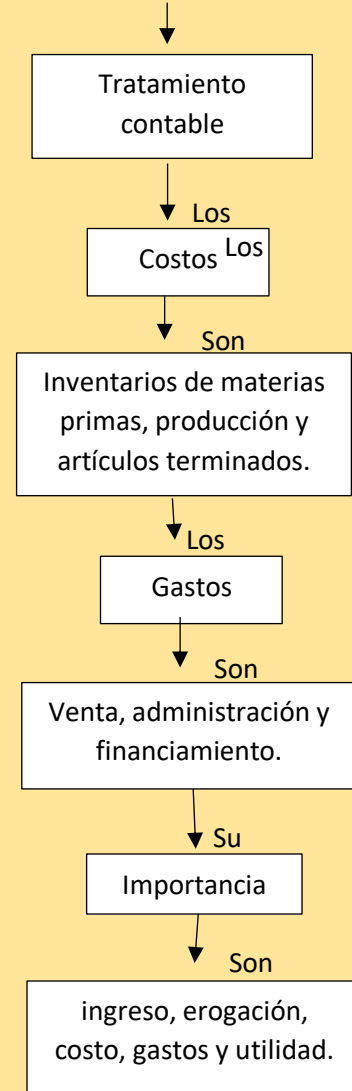 Tratamiento
contable
Los
Costos Los
Son
Inventarios de materias
primas, producción y
artículos terminados.
Los
Gastos
Son
Venta, administración y
financiamiento.
Su
Importancia
Son
ingreso, erogación,
costo, gastos y utilidad.